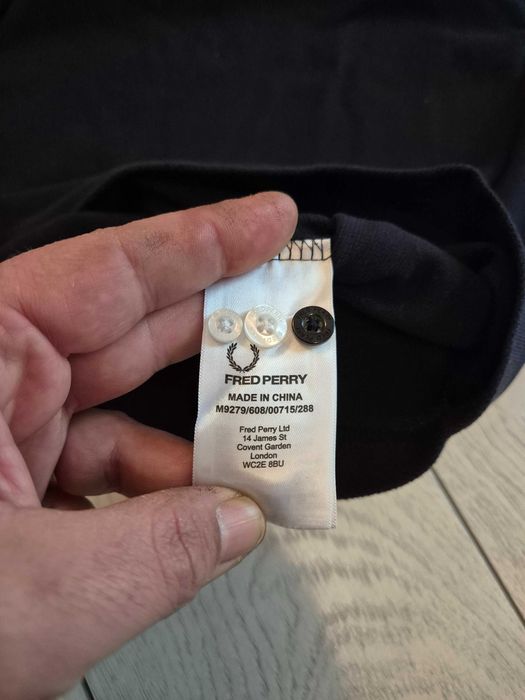 FRED PERRY
MADE IN CHINA
M9279/608/00715/288
Fred Perry Ltd
14 James St
Covent Garden
London
WC2E 8BU